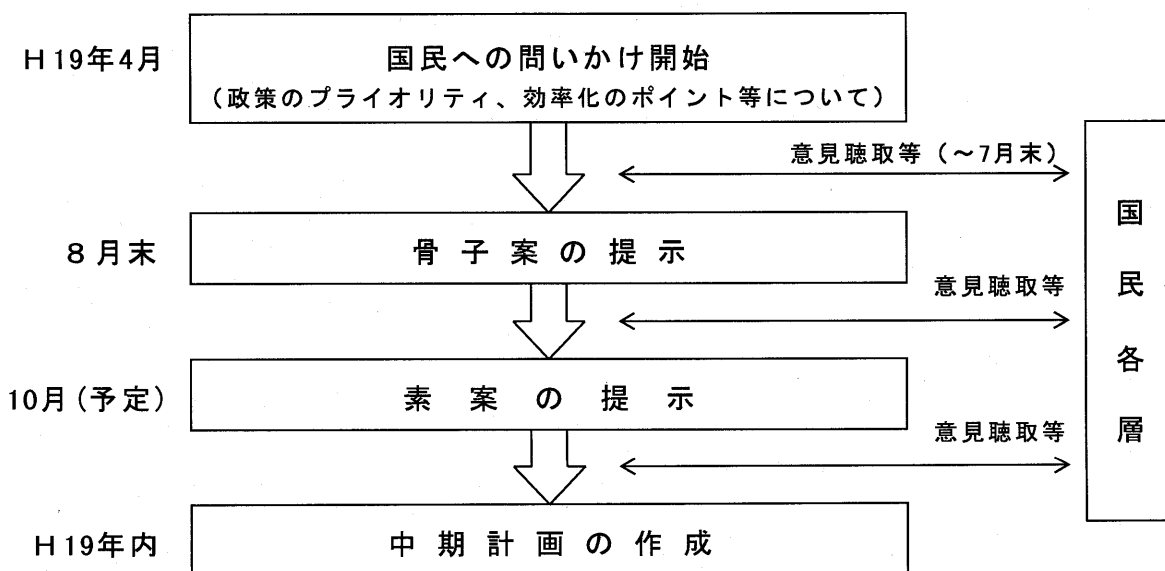 H19年4月
国民への問いかけ開始
（政策のプライオリティ、効率化のポイント等について）
意見聴取等（～7月末）
8月末
骨子案の提示
意見聴取等
10月(予定)
素案の提示
意見聴取等
H19年内
中期計画の作成
国民各層